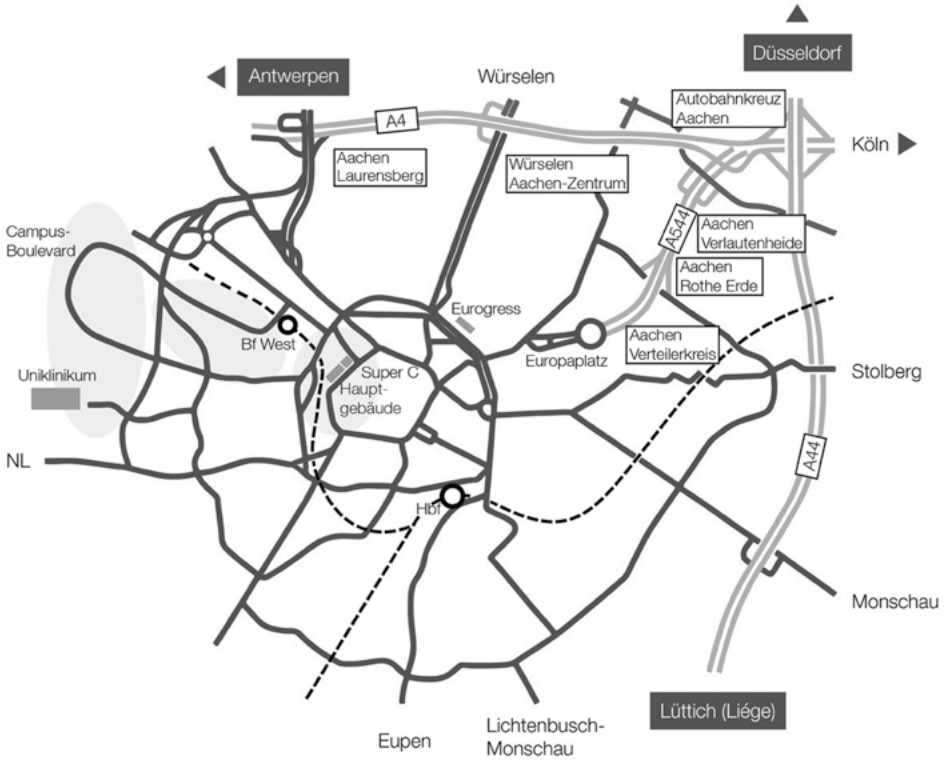 Düsseldorf
Antwerpen
Würselen
A4
Autobahnkreuz
Aachen
Köln
Aachen
Laurensberg
Würselen
Aachen-Zentrum
A544
Aachen
Verlautenheide
Campus-
Boulevard
Aachen
Rothe Erde
Eurogress
Bf West
Europaplatz
Aachen
Verteilerkreis
Super C
Haupt-
gebäude
Uniklinikum
Stolberg
NL
A44
Hbf
Monschau
Lüttich (Liége)
Eupen
Lichtenbusch-
Monschau